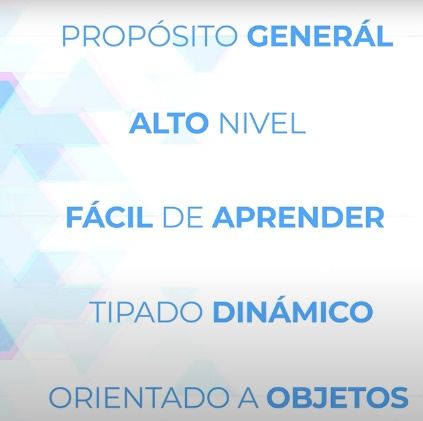 PROPÓSITO GENERÁL
ALTO NIVEL
FÁCIL DE APRENDER
TIPADO DINÁMICO
ORIENTADO A OBJETOS